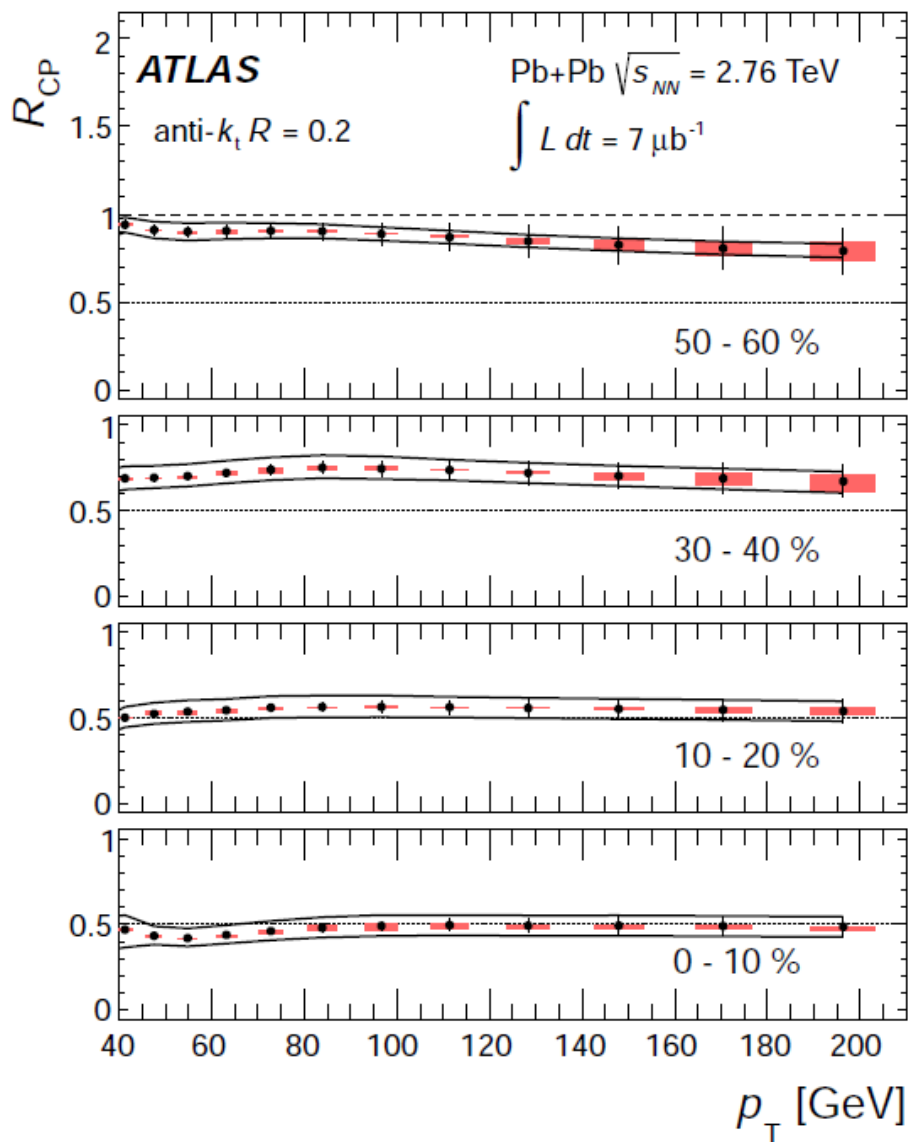 R_CP
2
1.5
1
0.5
0
ATLAS
anti-k_t R = 0.2
Pb+Pb √s_NN = 2.76 TeV
∫ L dt = 7 μb⁻¹
50 - 60 %
1
0.5
0
30 - 40 %
1
0.5
0
10 - 20 %
1
0.5
0
0 - 10 %
40 60 80 100 120 140 160 180 200
p_T [GeV]